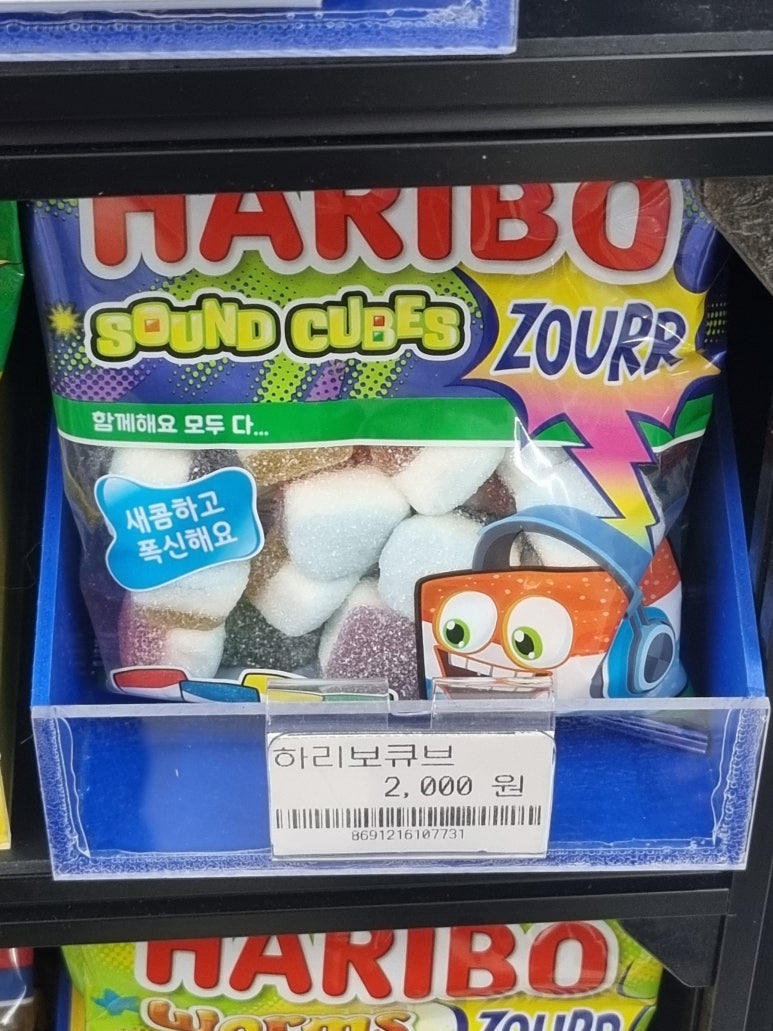 HARIBO
SOUND CUBES
ZOURR
함께해요 모두 다...
새콤하고
폭신해요
하리보큐브
2,000 원
8691216107731
HARIBO
Worms
ZOURR